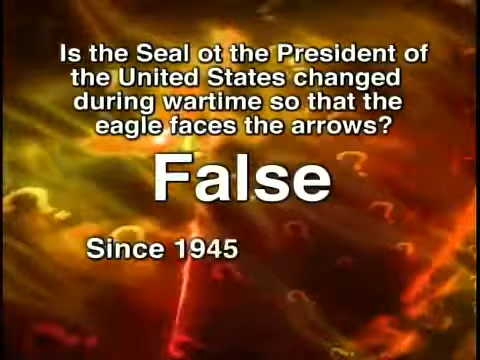 Is the Seal ot the President of
the United States changed
during wartime so that the
eagle faces the arrows?
False
Since 1945